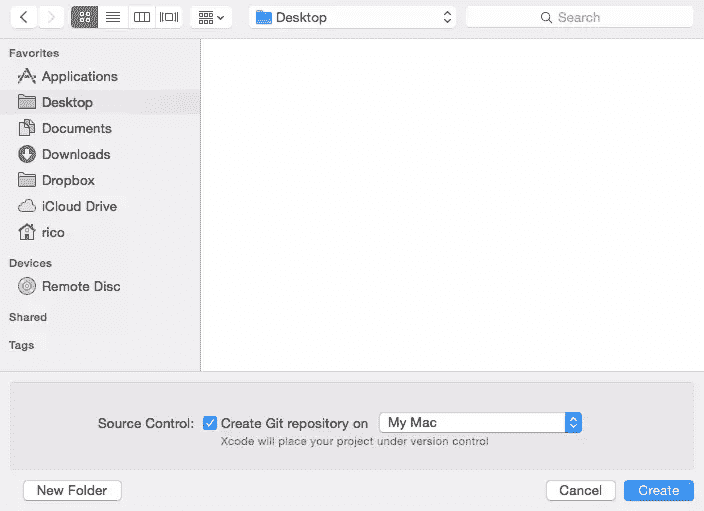 Desktop
Search
Favorites
Applications
Desktop
Documents
Downloads
Dropbox
iCloud Drive
rico
Devices
Remote Disc
Shared
Tags
Source Control: Create Git repository on My Mac
Xcode will place your project under version control
New Folder Cancel Create